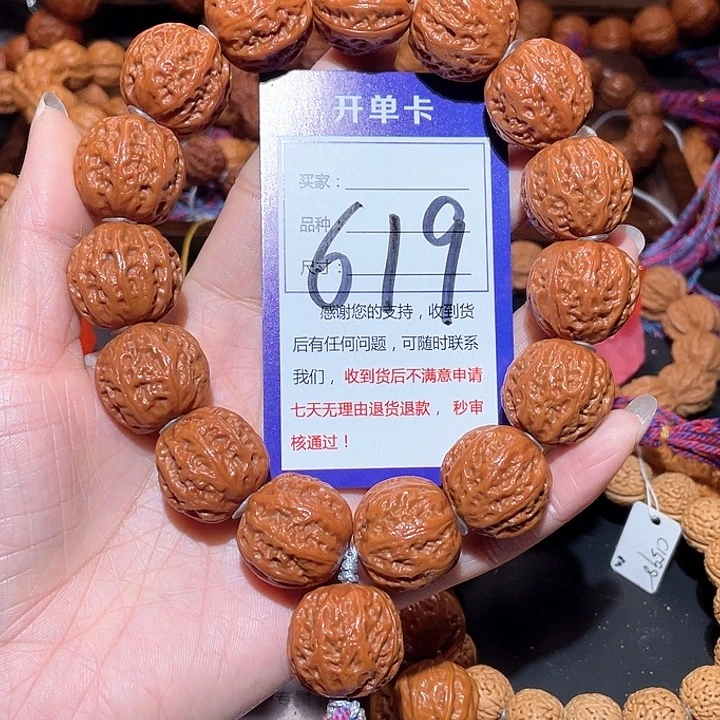 开单卡
买家：
品种：
尺寸：
619
感谢您的支持，收到货
后有任何问题，可随时联系
我们，收到货后不满意申请
七天无理由退货退款，秒审
核通过！